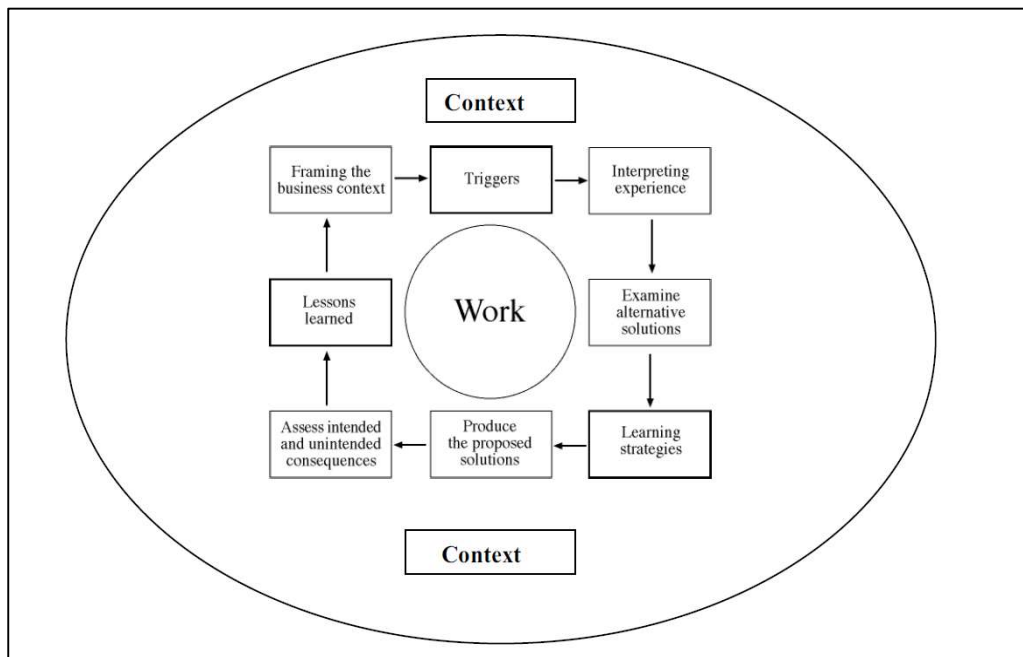 Context
Framing the
business context
Triggers
Interpreting
experience
Lessons
learned
Work
Examine
alternative
solutions
Assess intended
and unintended
consequences
Produce
the proposed
solutions
Learning
strategies
Context